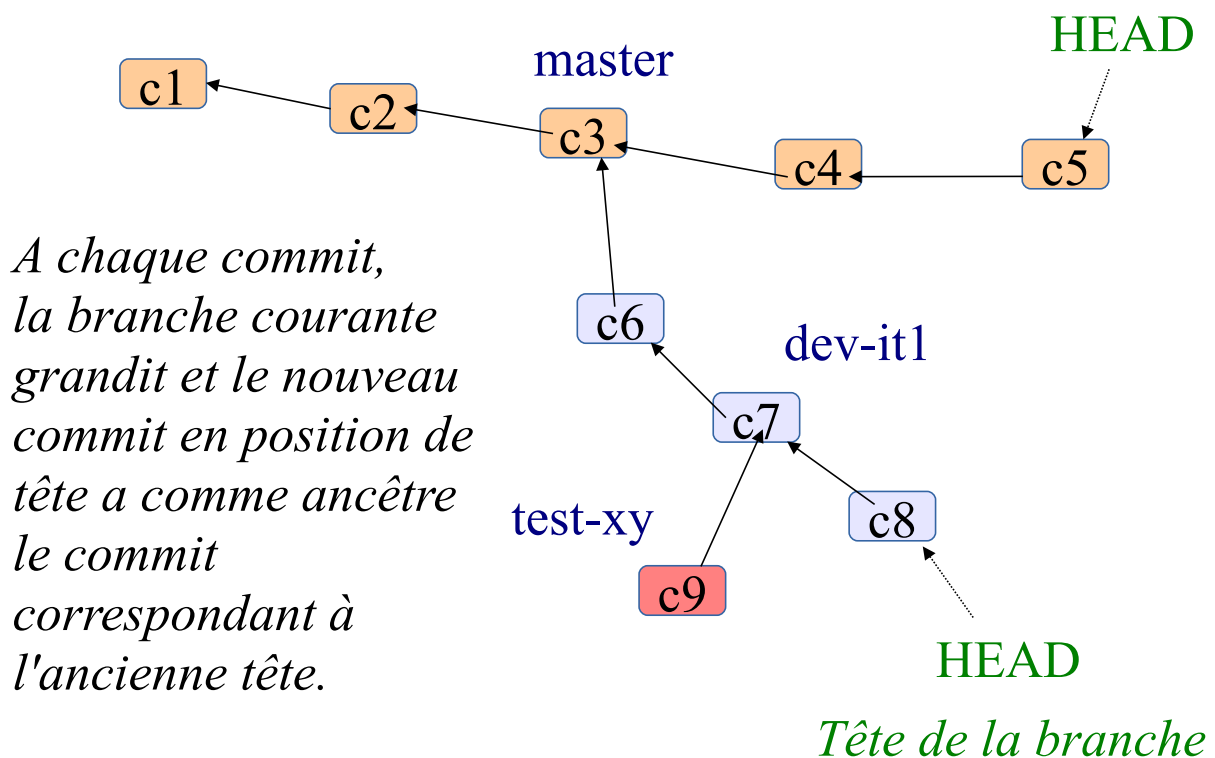 HEAD
master
c1
c2
c3
c4
c5
A chaque commit,
la branche courante
grandit et le nouveau
commit en position de
tête a comme ancêtre
le commit
correspondant à
l'ancienne tête.
c6
dev-it1
c7
test-xy
c8
c9
HEAD
Tête de la branche